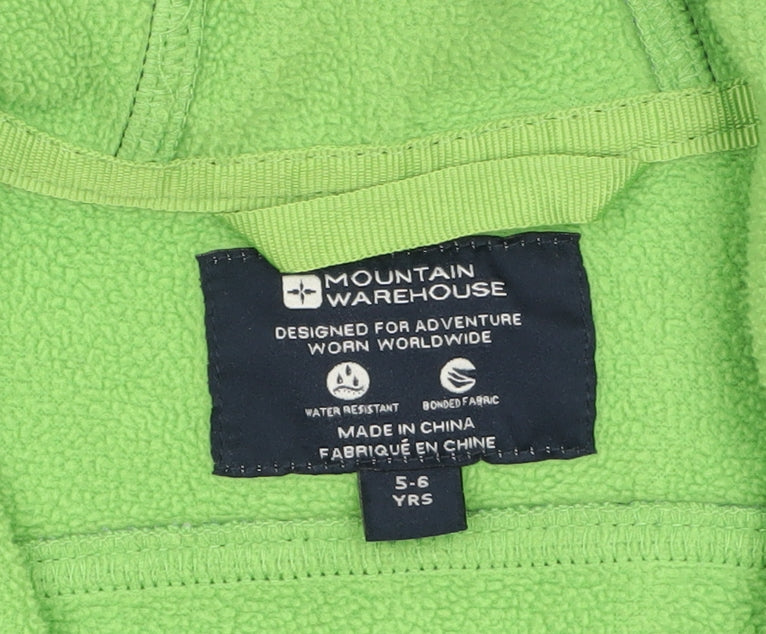 MOUNTAIN
WAREHOUSE
DESIGNED FOR ADVENTURE
WORN WORLDWIDE
WATER RESISTANT
BONDED FABRIC
MADE IN CHINA
FABRIQUÉ EN CHINE
5-6
YRS